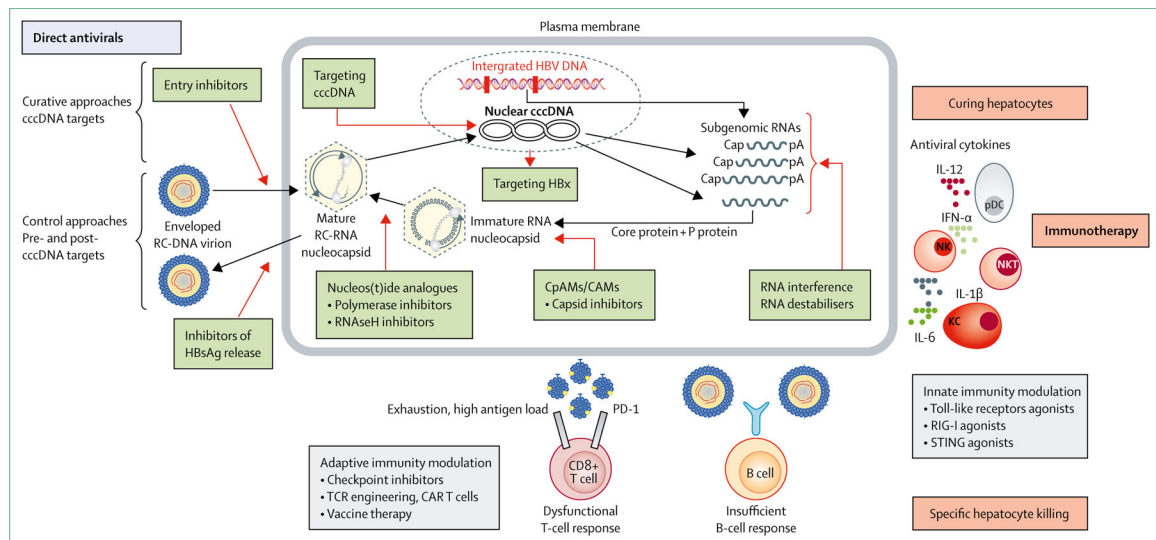 Direct antivirals
Plasma membrane
Curative approaches
cccDNA targets
Entry inhibitors
Targeting
cccDNA
Intergrated HBV DNA
Nuclear cccDNA
Subgenomic RNAs
Cap pA
Cap pA
Cap pA
Targeting HBx
Control approaches
Pre- and post-
cccDNA targets
Enveloped
RC-DNA virion
Mature
RC-RNA
nucleocapsid
Immature RNA
nucleocapsid
Core protein + P protein
Inhibitors of
HBsAg release
Nucleos(t)ide analogues
• Polymerase inhibitors
• RNAseH inhibitors
CpAMs/CAMs
• Capsid inhibitors
RNA interference
RNA destabilisers
Curing hepatocytes
Antiviral cytokines
IL-12
pDC
IFN-α
NK
NKT
IL-1β
KC
IL-6
Immunotherapy
Innate immunity modulation
• Toll-like receptors agonists
• RIG-I agonists
• STING agonists
Specific hepatocyte killing
Exhaustion, high antigen load
PD-1
CD8+
T cell
Dysfunctional
T-cell response
B cell
Insufficient
B-cell response
Adaptive immunity modulation
• Checkpoint inhibitors
• TCR engineering, CAR T cells
• Vaccine therapy